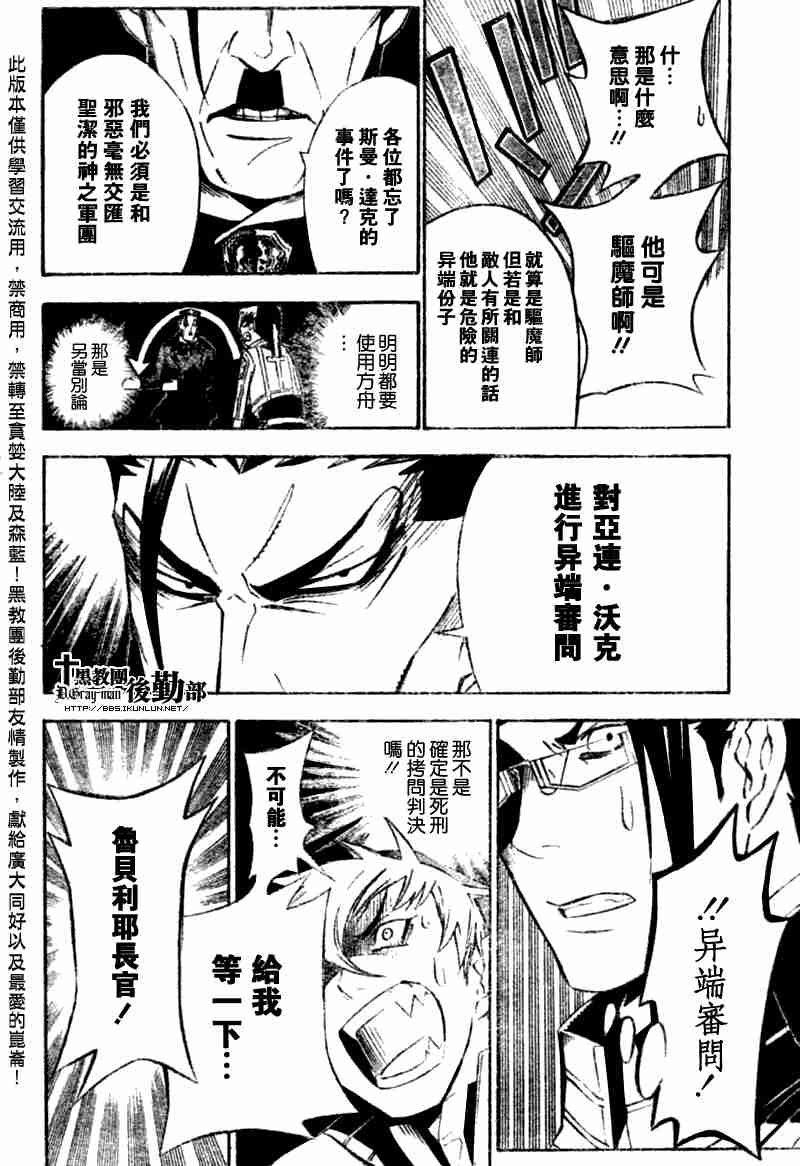 什…
那是什麼
意思啊…!!
他可是
驅魔師
啊!!
就算是驅魔師
但若是和
敵人有所關連的話
他就是危險的
异端份子
各位都忘了
斯曼·達克的
事件了嗎?
我們必須是和
邪惡毫無交匯
聖潔的神之軍團
明明都要
使用方舟
…
那是
另當別論
對亞連·沃克
進行异端審問
黑教團
D.Gray-man
後勤部
HTTP://BBS.IKUNLUN.NET/
!!异端審問!
那不是
確定是死刑
的拷問判決
嗎!!
不可能…
給我
等一下…
魯貝利耶長官!
此版本僅供學習交流用，禁商用，禁轉至貪婪大陸及森藍！黑教團後勤部友情製作，獻給廣大同好以及最愛的崑崙！